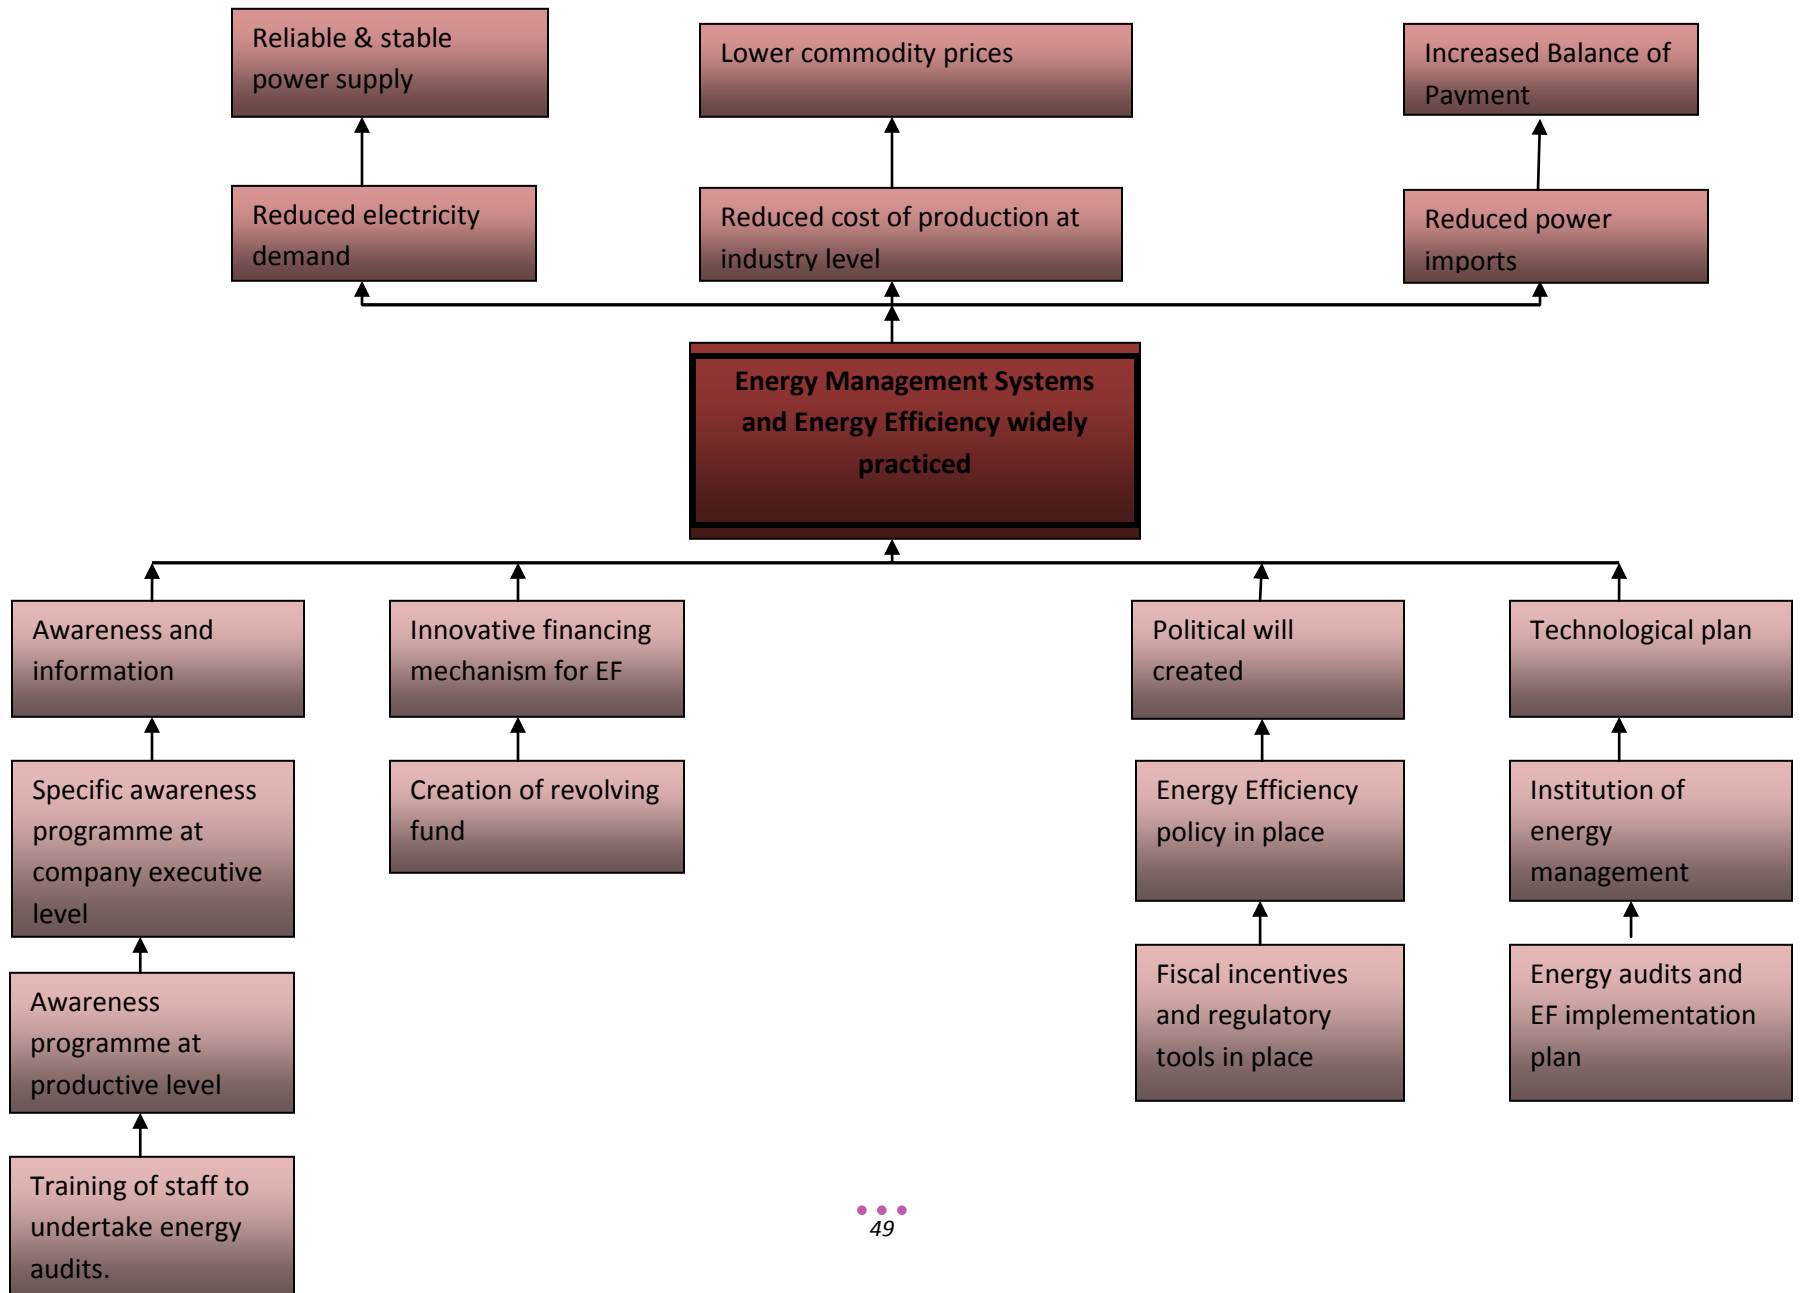 Reliable & stable
power supply
Lower commodity prices
Increased Balance of
Payment
Reduced electricity
demand
Reduced cost of production at
industry level
Reduced power
imports
Energy Management Systems
and Energy Efficiency widely
practiced
Awareness and
information
Innovative financing
mechanism for EF
Political will
created
Technological plan
Specific awareness
programme at
company executive
level
Creation of revolving
fund
Energy Efficiency
policy in place
Institution of
energy
management
Awareness
programme at
productive level
Fiscal incentives
and regulatory
tools in place
Energy audits and
EF implementation
plan
Training of staff to
undertake energy
audits.
49